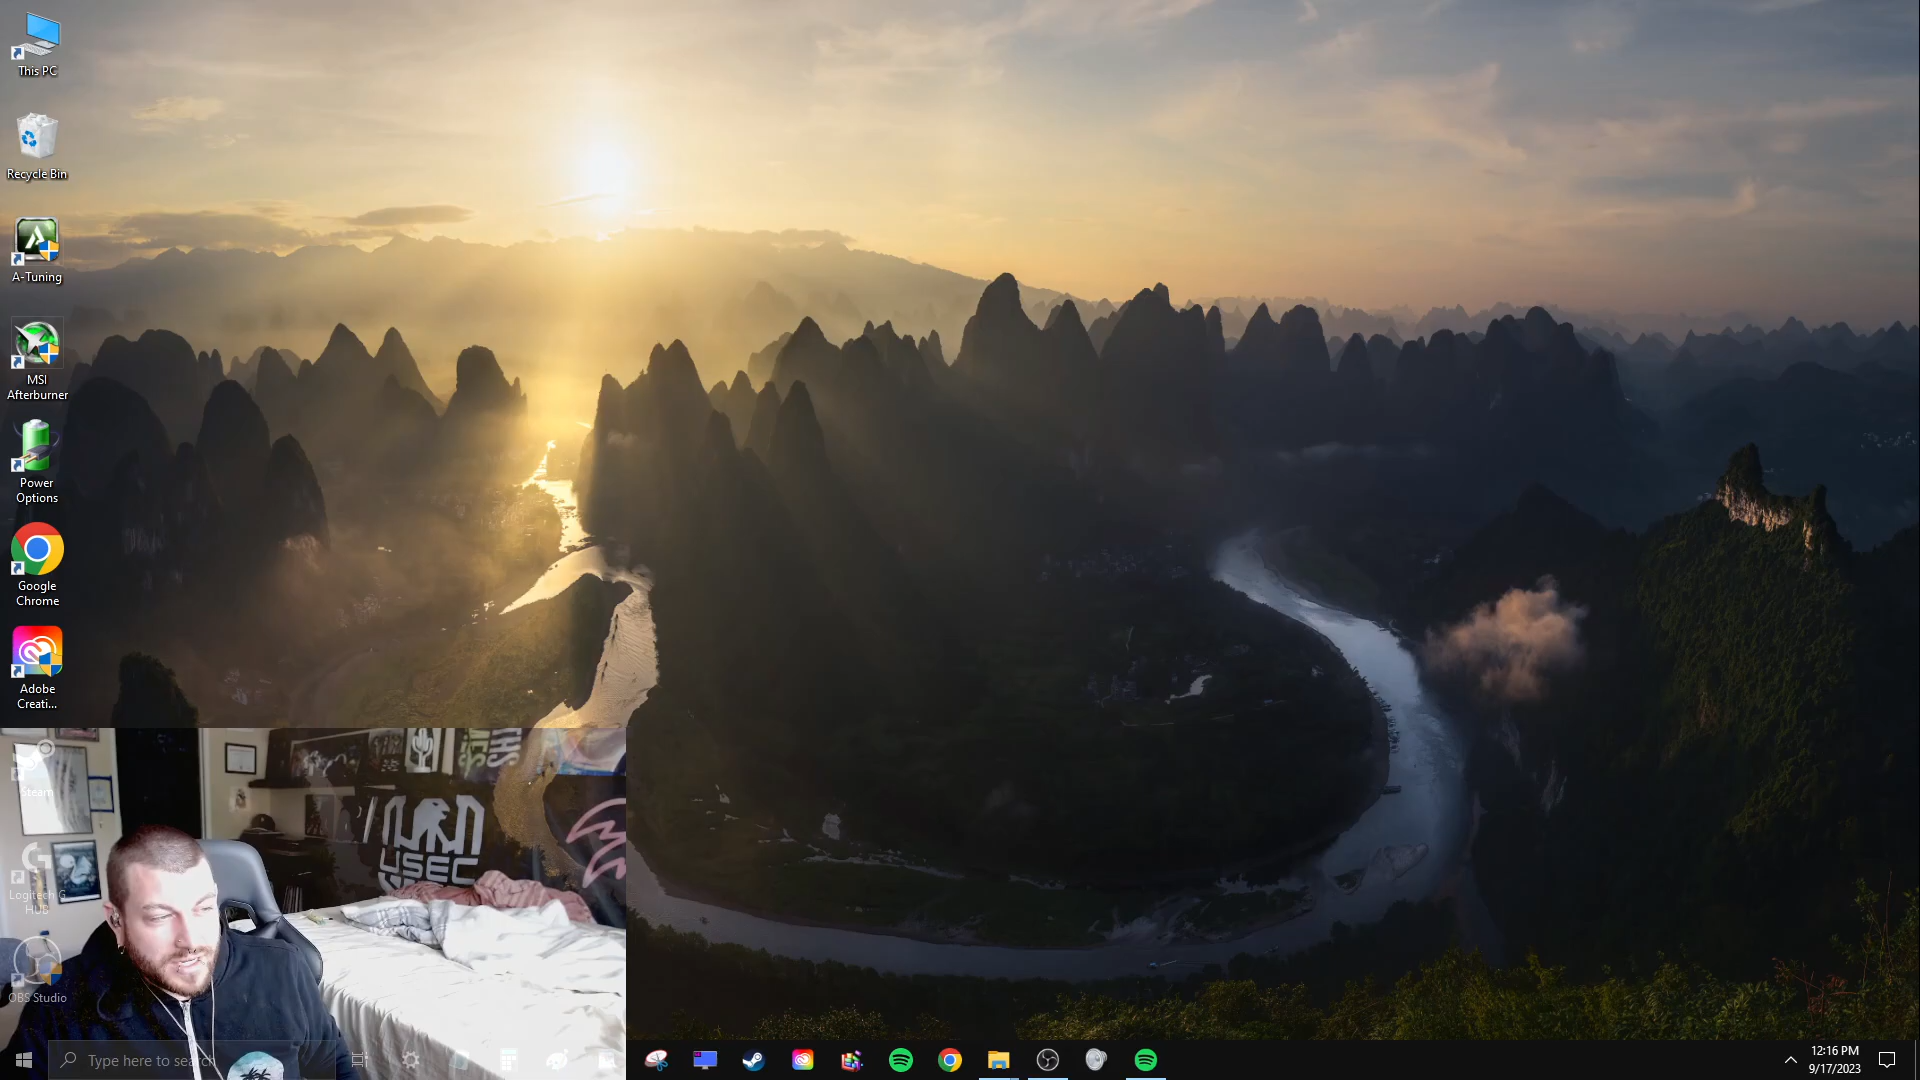 This PC
Recycle Bin
A-Tuning
MSI
Afterburner
Power
Options
Google
Chrome
Adobe
Creati...
Steam
Logitech G
HUB
OBS Studio
USEC
Type here to search
12:16 PM
9/17/2023